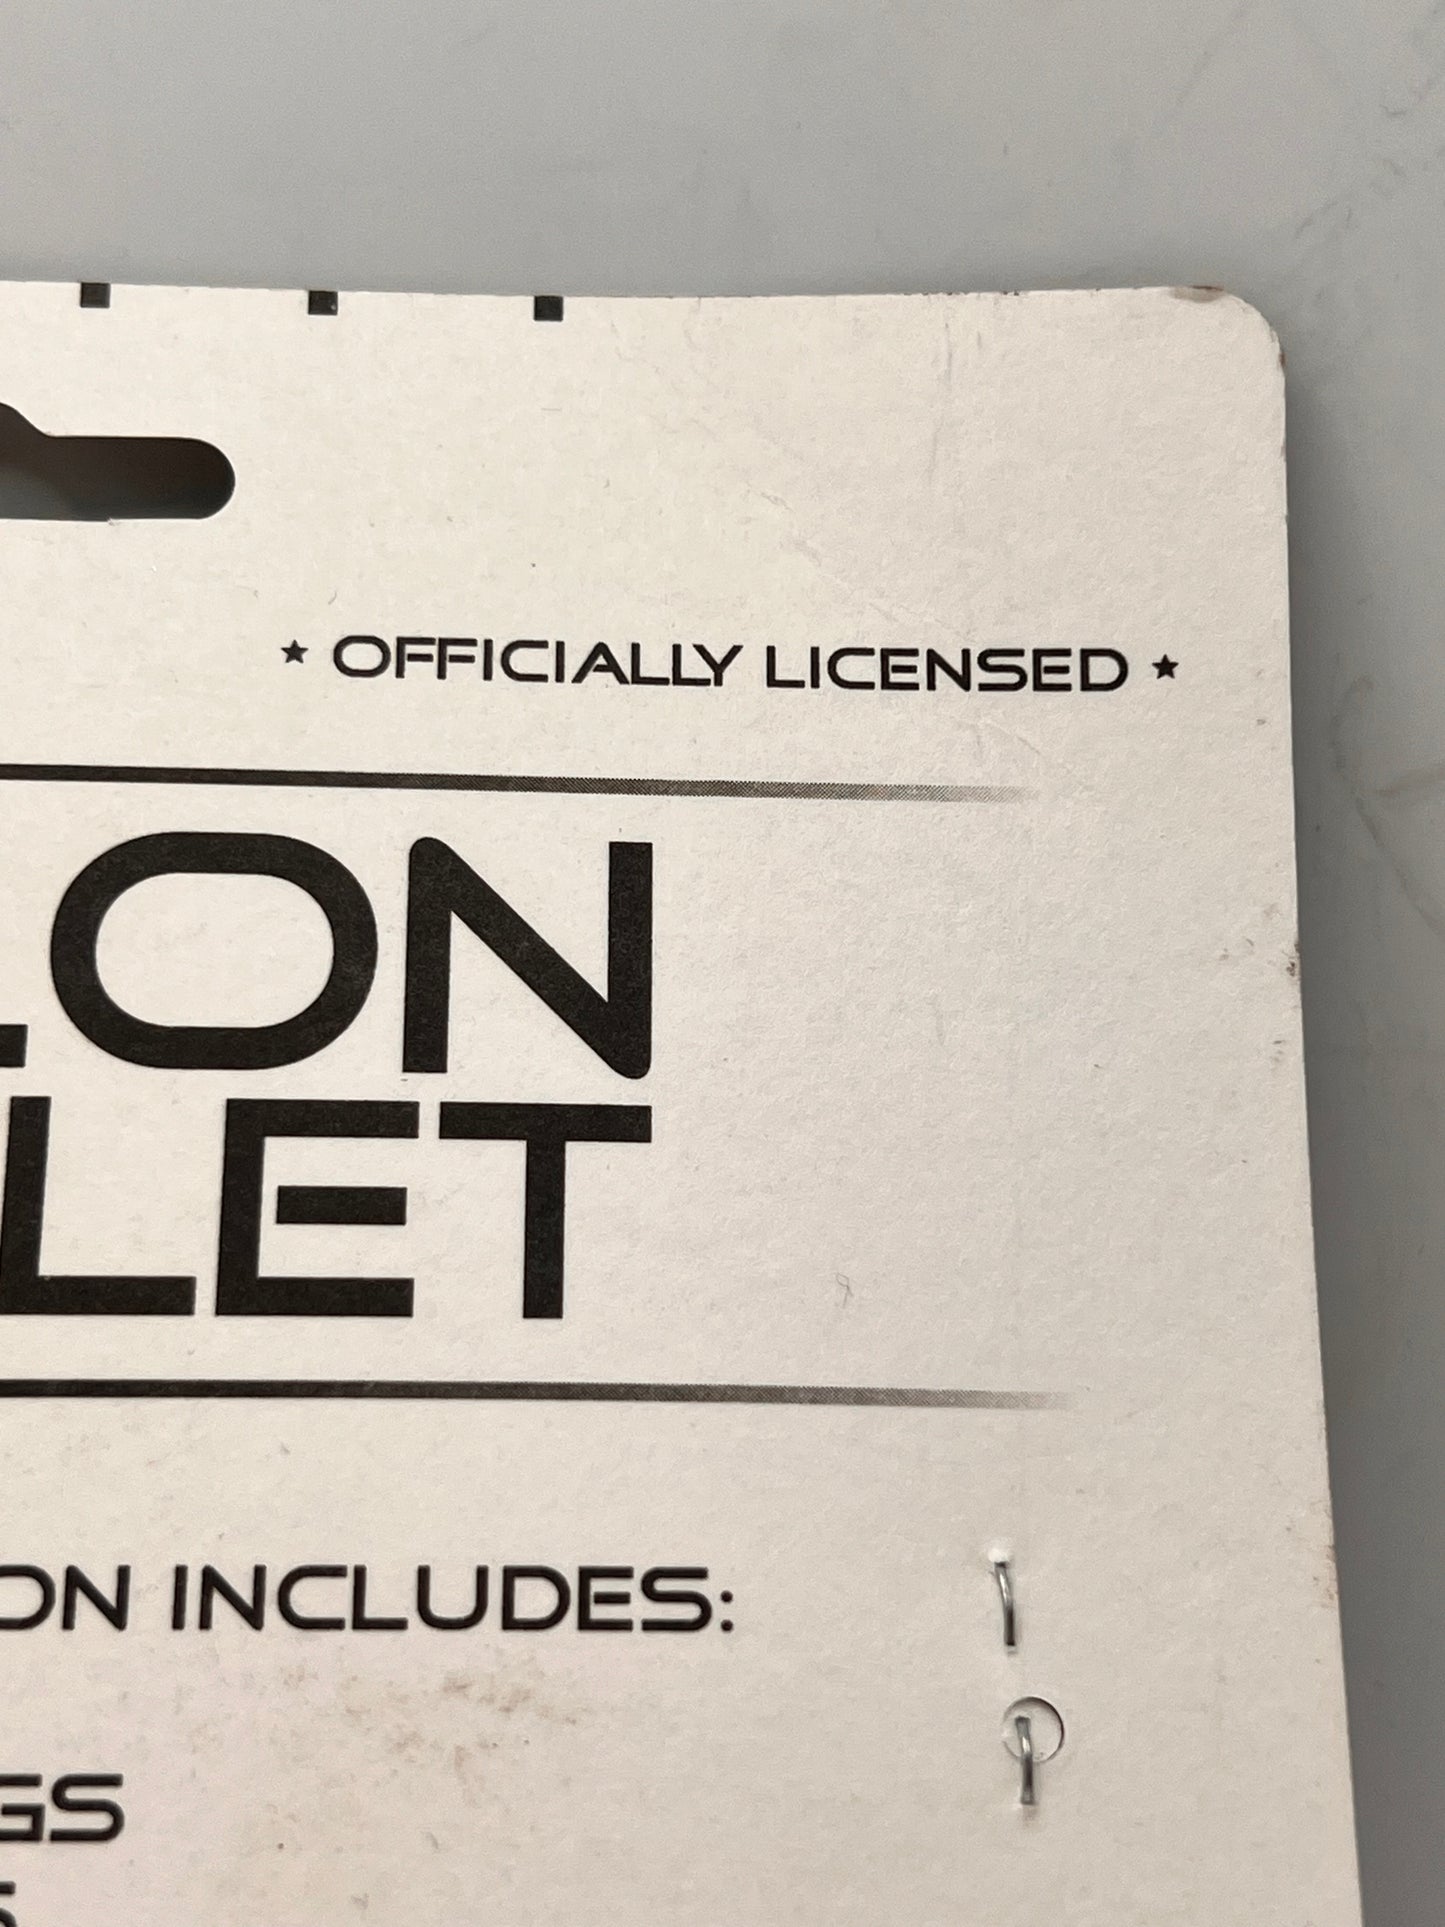 ★ OFFICIALLY LICENSED ★
LON
LET
ON INCLUDES:
GS
S